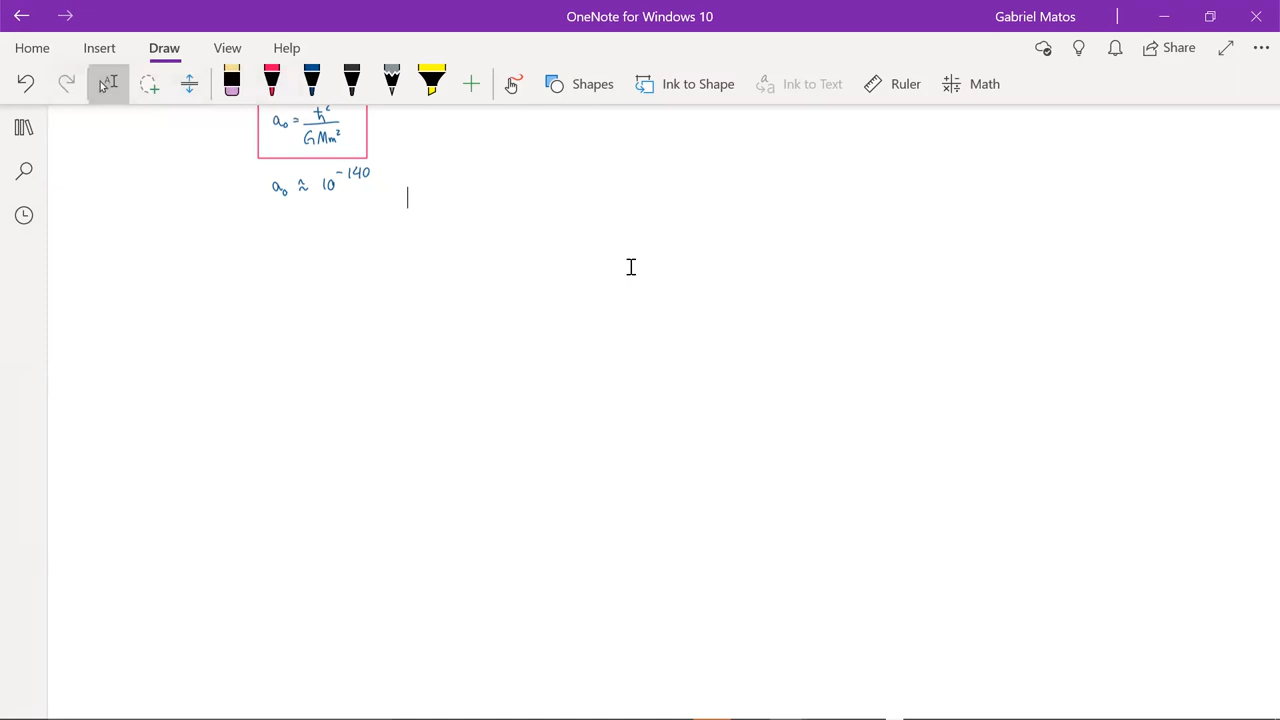 OneNote for Windows 10
Gabriel Matos
Home Insert Draw View Help
Share
Shapes Ink to Shape Ink to Text Ruler Math
a₀ = ħ² / GMm²
a₀ ≈ 10⁻¹⁴⁰